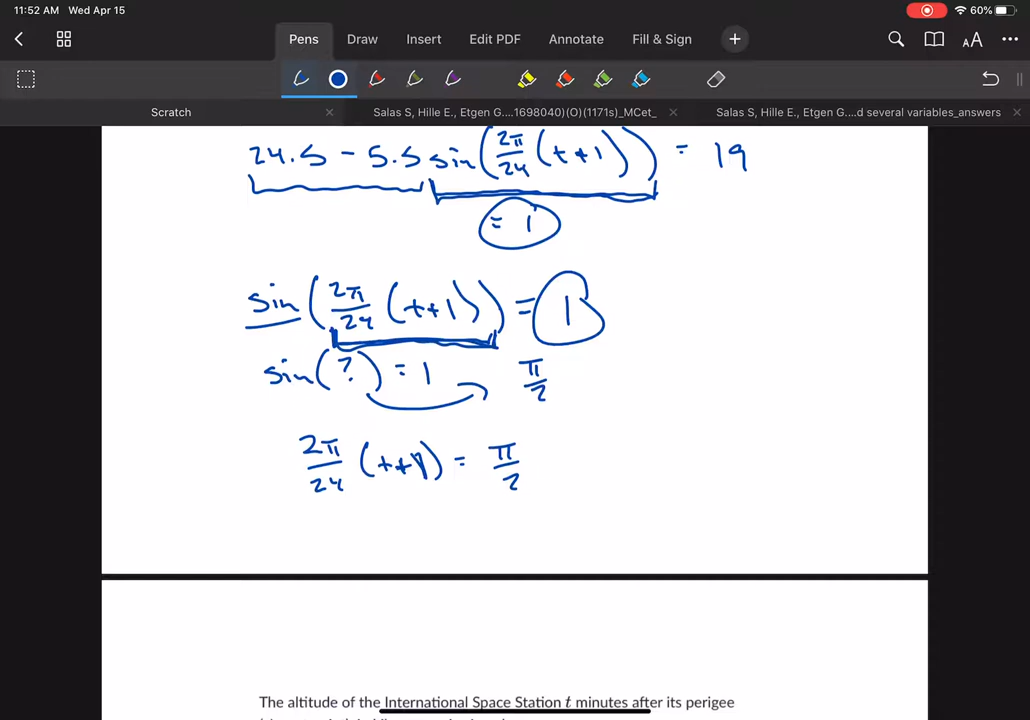 11:52 AM Wed Apr 15 60%
Pens Draw Insert Edit PDF Annotate Fill & Sign AA
Scratch Salas S, Hille E., Etgen G....1698040)(O)(1171s)_MCet_ Salas S, Hille E., Etgen G....d several variables_answers
24.5 - 5.5 sin(2π/24 (t+1)) = 19
= 1
sin(2π/24 (t+1)) = 1
sin(?) = 1 π/2
2π/24 (t+1) = π/2
The altitude of the International Space Station t minutes after its perigee